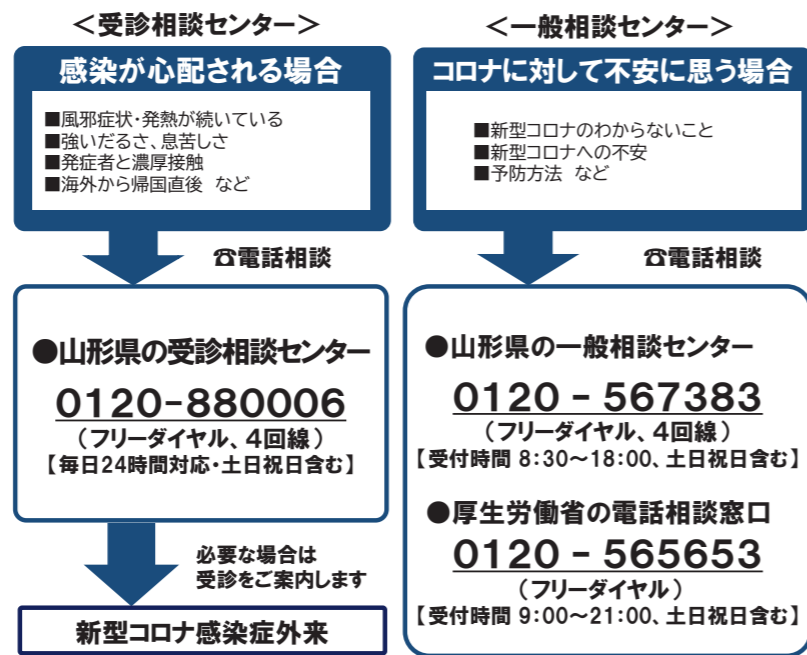 <受診相談センター>
感染が心配される場合
■風邪症状・発熱が続いている
■強いだるさ、息苦しさ
■発症者と濃厚接触
■海外から帰国直後 など
☎電話相談
●山形県の受診相談センター
0120-880006
(フリーダイヤル、4回線)
【毎日24時間対応・土日祝日含む】
必要な場合は
受診をご案内します
新型コロナ感染症外来
<一般相談センター>
コロナに対して不安に思う場合
■新型コロナのわからないこと
■新型コロナへの不安
■予防方法 など
☎電話相談
●山形県の一般相談センター
0120 - 567383
(フリーダイヤル、4回線)
【受付時間 8:30~18:00、土日祝日含む】
●厚生労働省の電話相談窓口
0120 - 565653
(フリーダイヤル)
【受付時間 9:00~21:00、土日祝日含む】